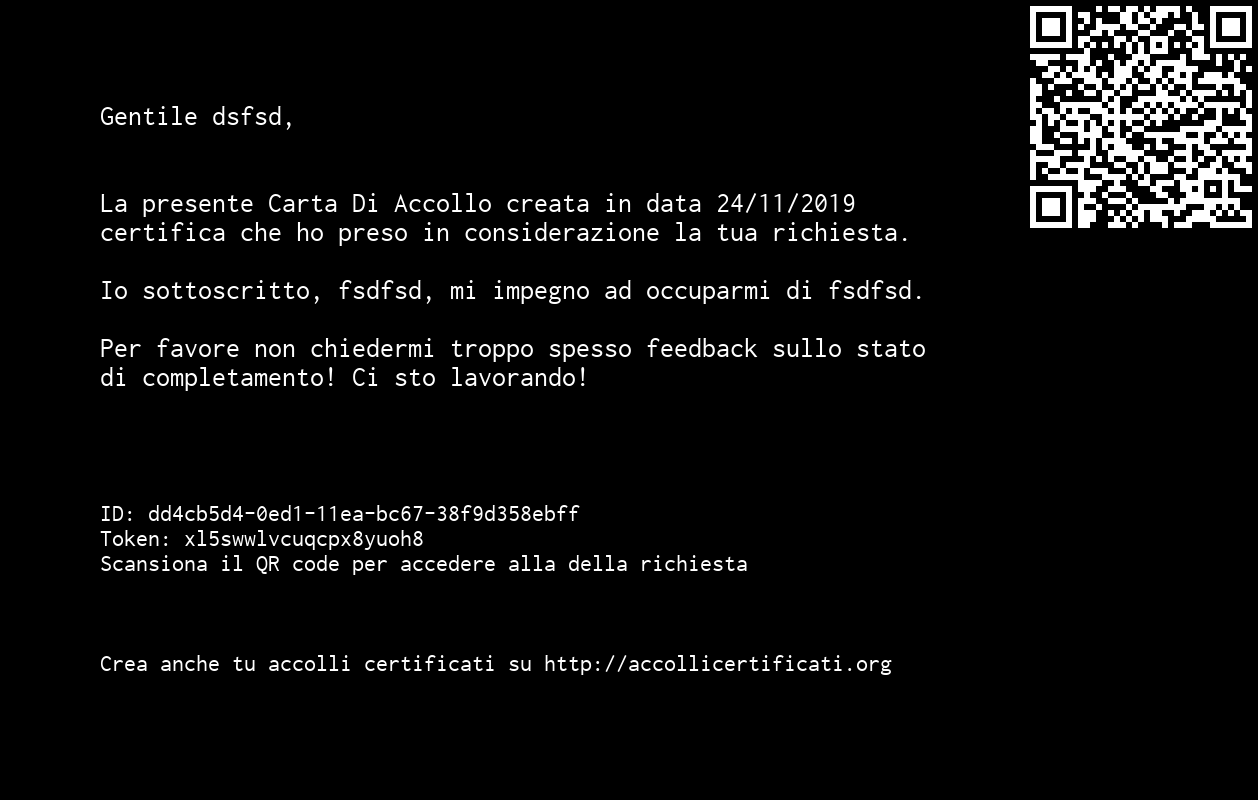 Gentile dsfsd,
La presente Carta Di Accollo creata in data 24/11/2019
certifica che ho preso in considerazione la tua richiesta.
Io sottoscritto, fsdfsd, mi impegno ad occuparmi di fsdfsd.
Per favore non chiedermi troppo spesso feedback sullo stato
di completamento! Ci sto lavorando!
ID: dd4cb5d4-0ed1-11ea-bc67-38f9d358ebff
Token: xl5swwlvcuqcpx8yuoh8
Scansiona il QR code per accedere alla della richiesta
Crea anche tu accolli certificati su http://accollicertificati.org